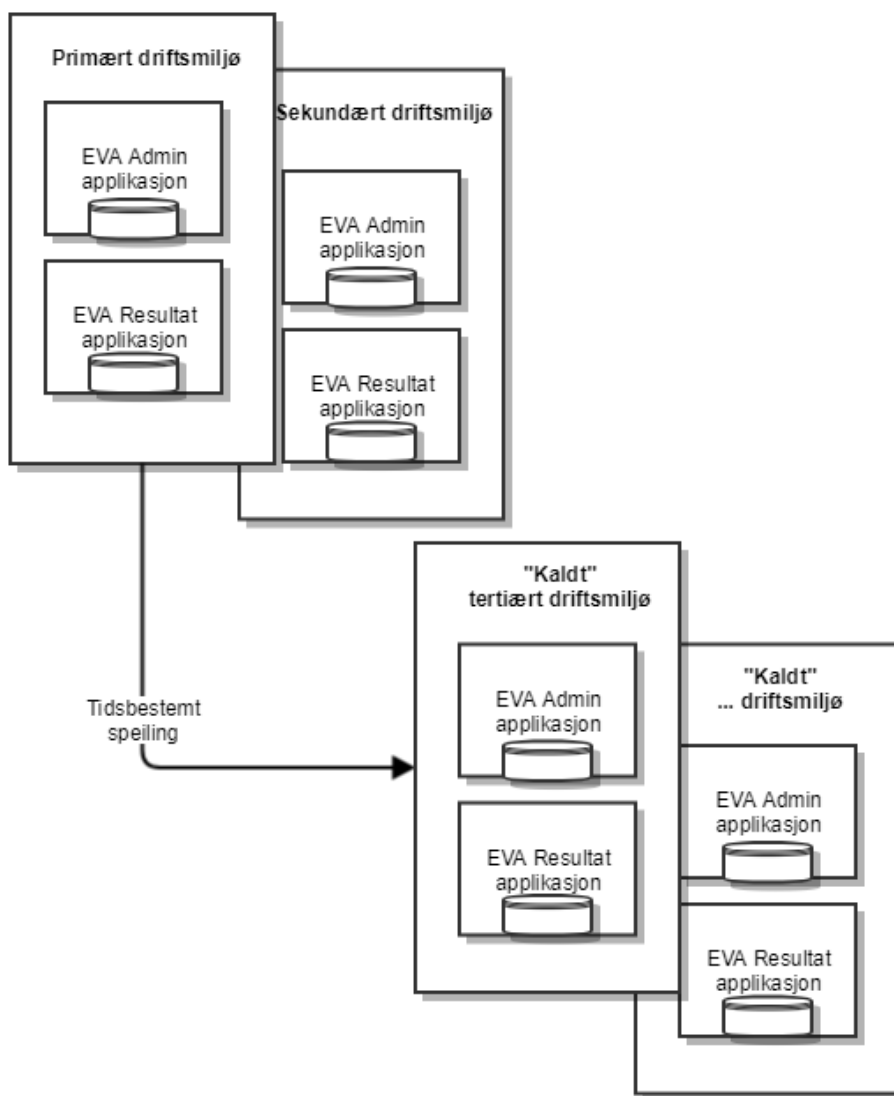 Primært driftsmiljø
EVA Admin
applikasjon
EVA Resultat
applikasjon
Sekundært driftsmiljø
EVA Admin
applikasjon
EVA Resultat
applikasjon
Tidsbestemt
speiling
"Kaldt"
tertiært driftsmiljø
EVA Admin
applikasjon
EVA Resultat
applikasjon
"Kaldt"
... driftsmiljø
EVA Admin
applikasjon
EVA Resultat
applikasjon